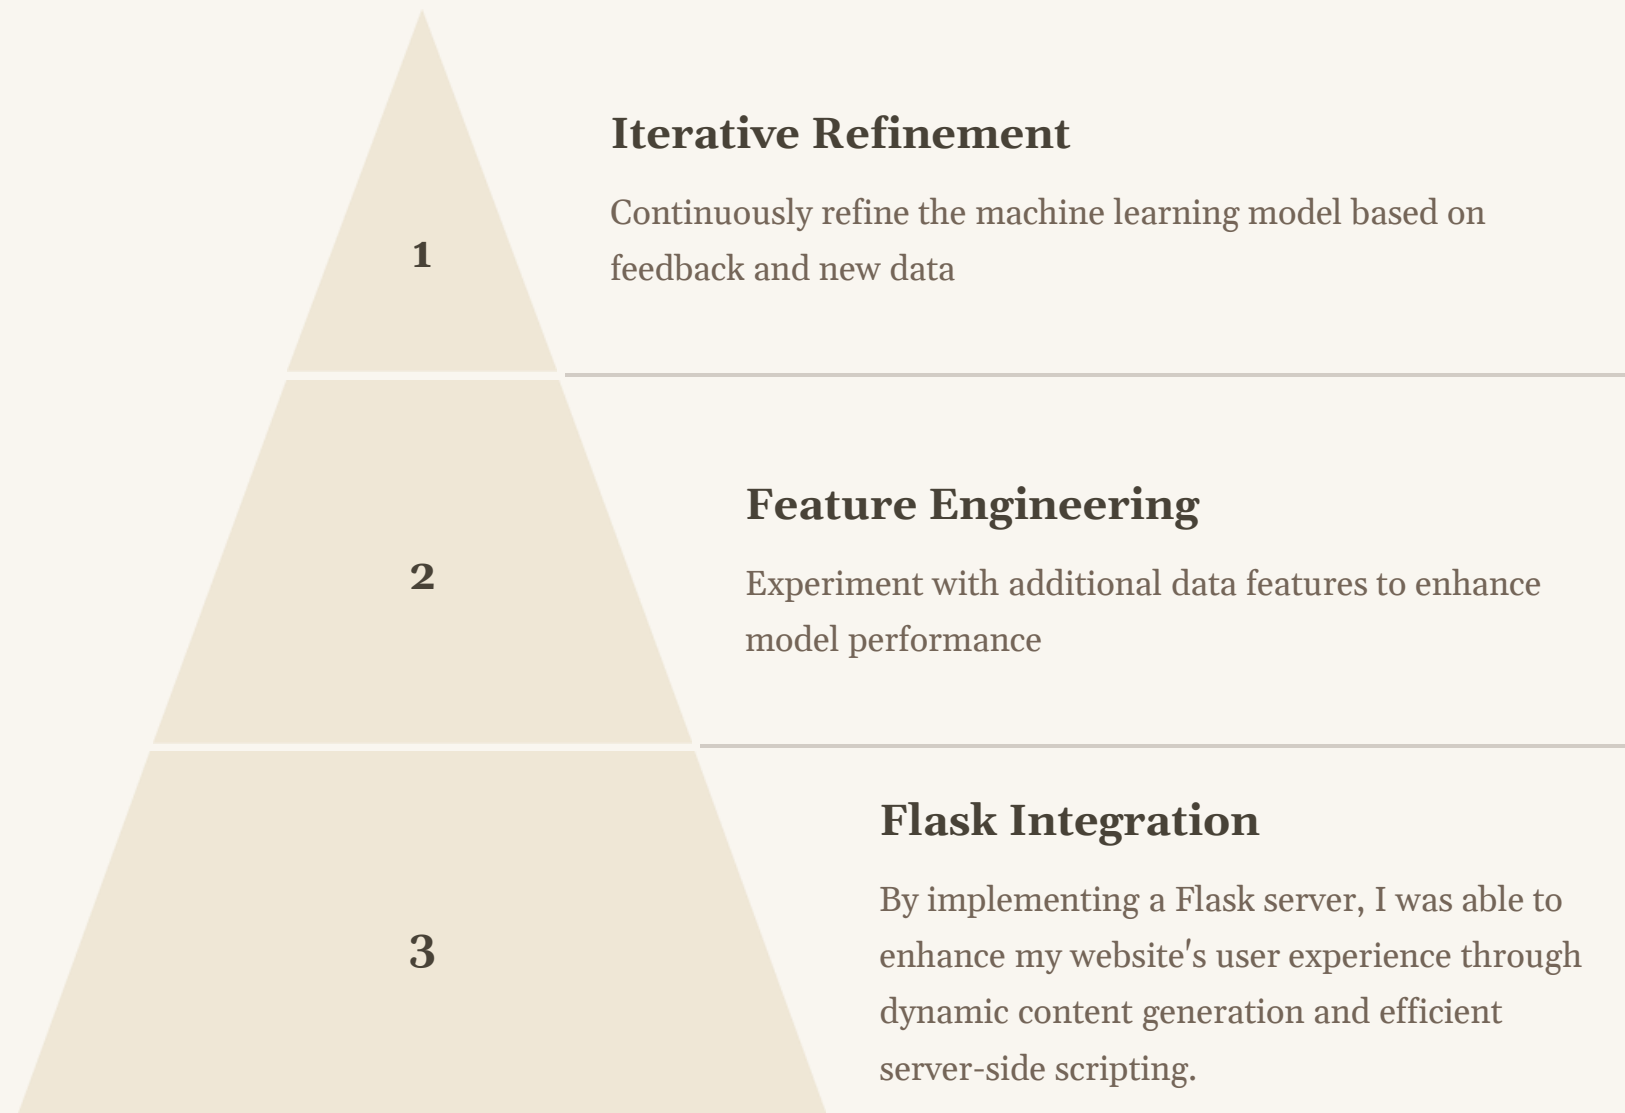 1
Iterative Refinement
Continuously refine the machine learning model based on
feedback and new data
2
Feature Engineering
Experiment with additional data features to enhance
model performance
3
Flask Integration
By implementing a Flask server, I was able to
enhance my website's user experience through
dynamic content generation and efficient
server-side scripting.